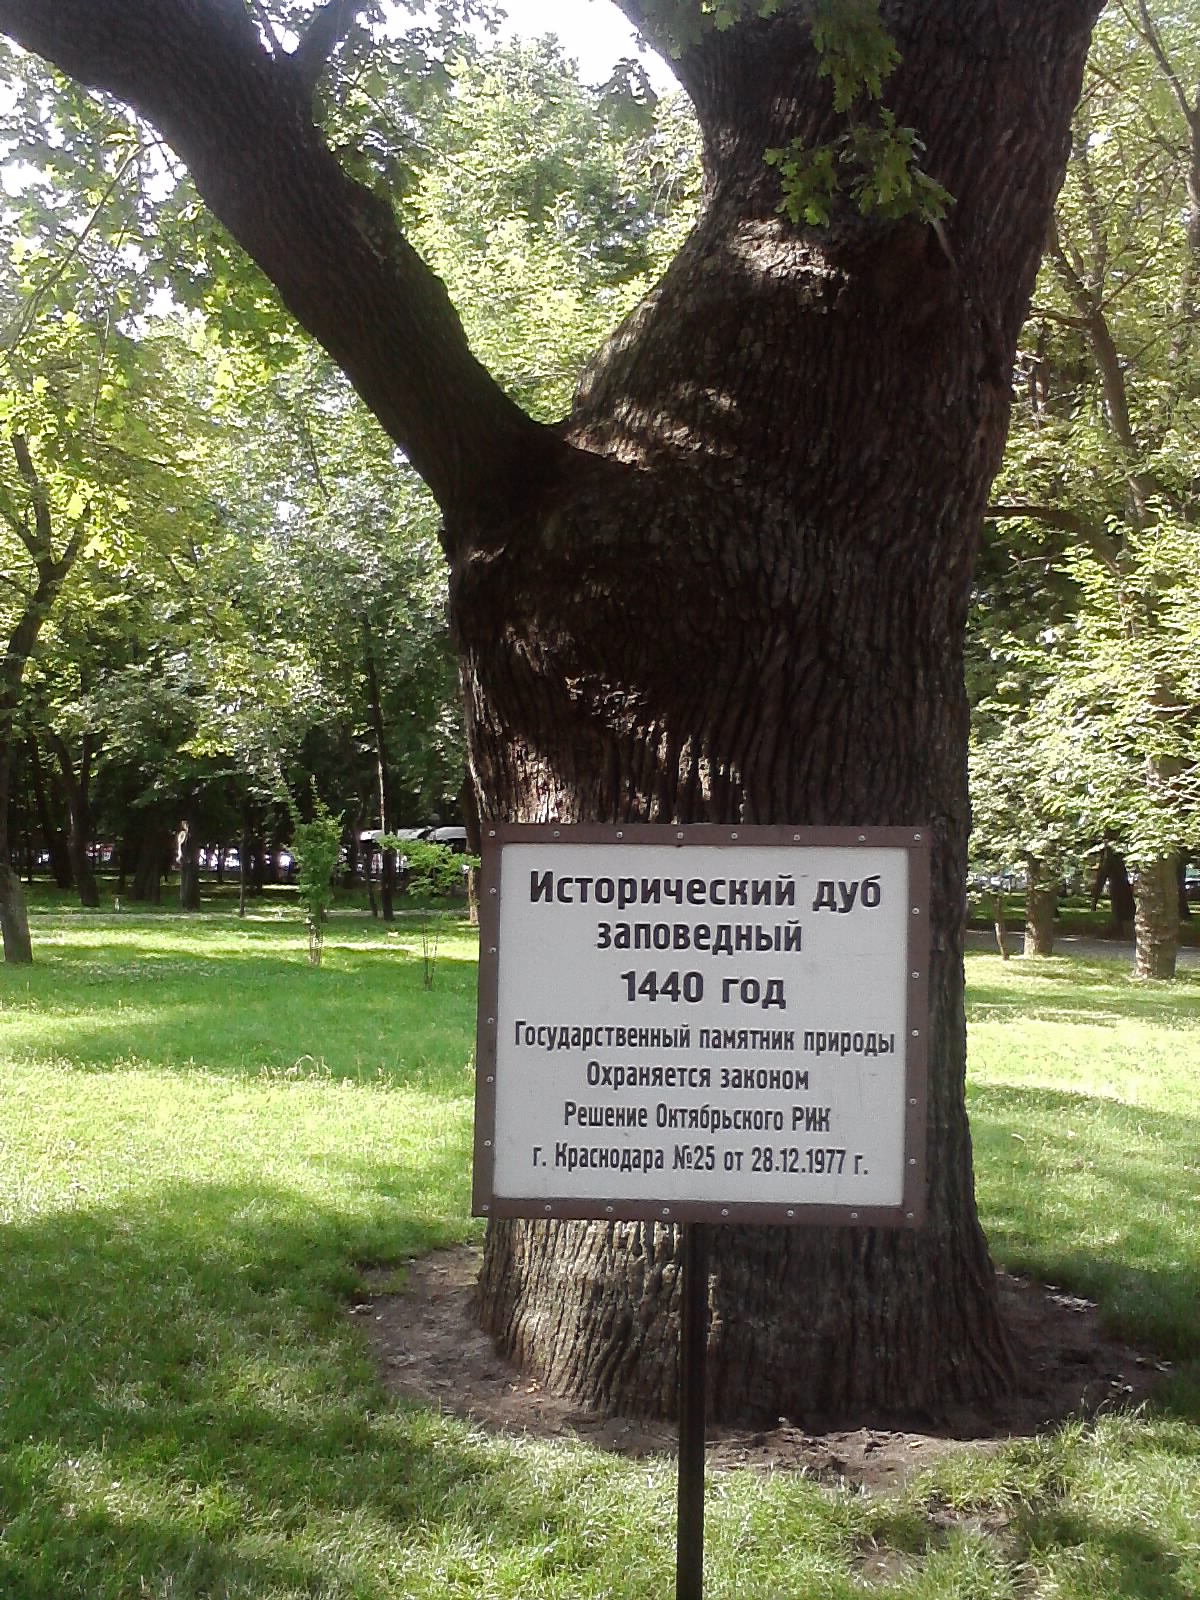 Исторический дуб
заповедный
1440 год
Государственный памятник природы
Охраняется законом
Решение Октябрьского РИК
г. Краснодара №25 от 28.12.1977 г.